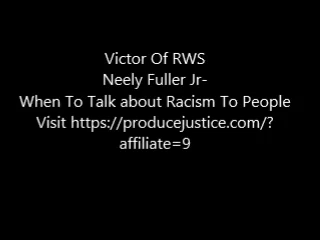 Victor Of RWS
Neely Fuller Jr-
When To Talk about Racism To People
Visit https://producejustice.com/?
affiliate=9